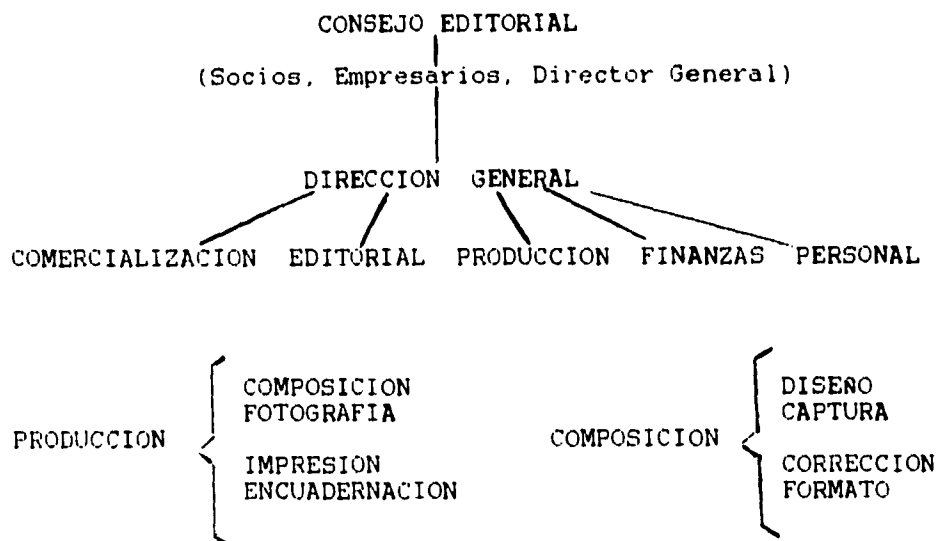 CONSEJO EDITORIAL
(Socios, Empresarios, Director General)
DIRECCION GENERAL
COMERCIALIZACION EDITORIAL PRODUCCION FINANZAS PERSONAL
PRODUCCION
COMPOSICION
FOTOGRAFIA
IMPRESION
ENCUADERNACION
COMPOSICION
DISEÑO
CAPTURA
CORRECCION
FORMATO